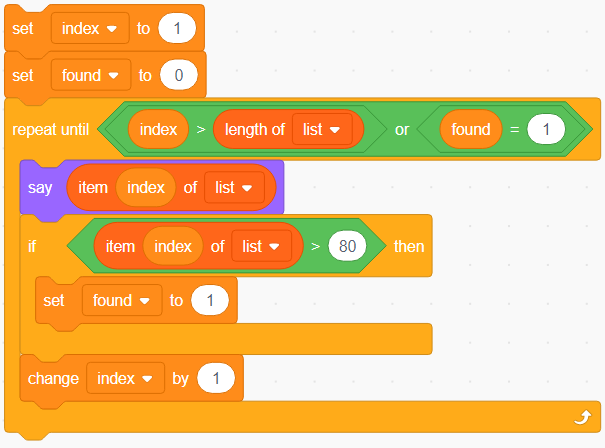 set index to 1
set found to 0
repeat until index > length of list or found = 1
say item index of list
if item index of list > 80 then
set found to 1
change index by 1